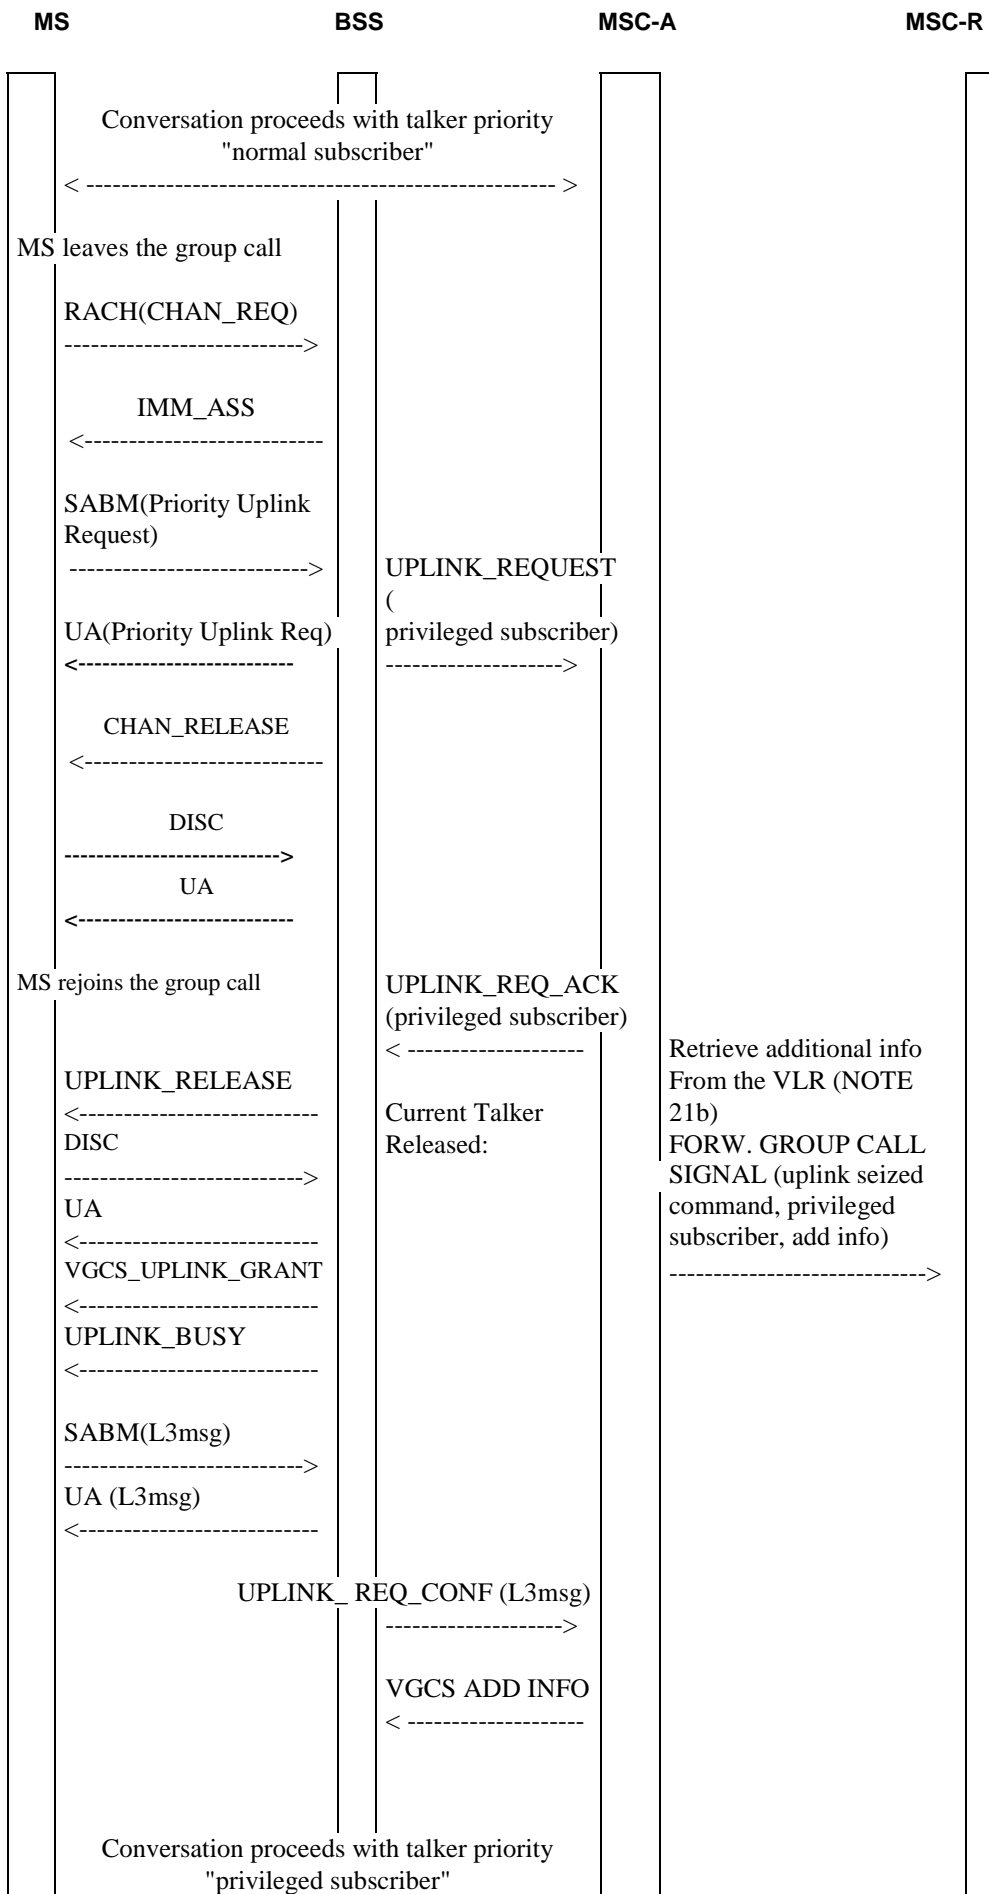 MS BSS MSC-A MSC-R
Conversation proceeds with talker priority
"normal subscriber"
< ----------------------------------------------------- >
MS leaves the group call
RACH(CHAN_REQ)
--------------------------->
IMM_ASS
<---------------------------
SABM(Priority Uplink
Request)
--------------------------->
UPLINK_REQUEST
(
UA(Priority Uplink Req)
privileged subscriber)
<---------------------------
-------------------->
CHAN_RELEASE
<---------------------------
DISC
--------------------------->
UA
<---------------------------
MS rejoins the group call
UPLINK_REQ_ACK
(privileged subscriber)
< --------------------
Retrieve additional info
From the VLR (NOTE
21b)
FORW. GROUP CALL
SIGNAL (uplink seized
command, privileged
subscriber, add info)
----------------------------->
UPLINK_RELEASE
<---------------------------
Current Talker
Released:
DISC
--------------------------->
UA
<---------------------------
VGCS_UPLINK_GRANT
<---------------------------
UPLINK_BUSY
<---------------------------
SABM(L3msg)
--------------------------->
UA (L3msg)
<---------------------------
UPLINK_ REQ_CONF (L3msg)
-------------------->
VGCS ADD INFO
< --------------------
Conversation proceeds with talker priority
"privileged subscriber"